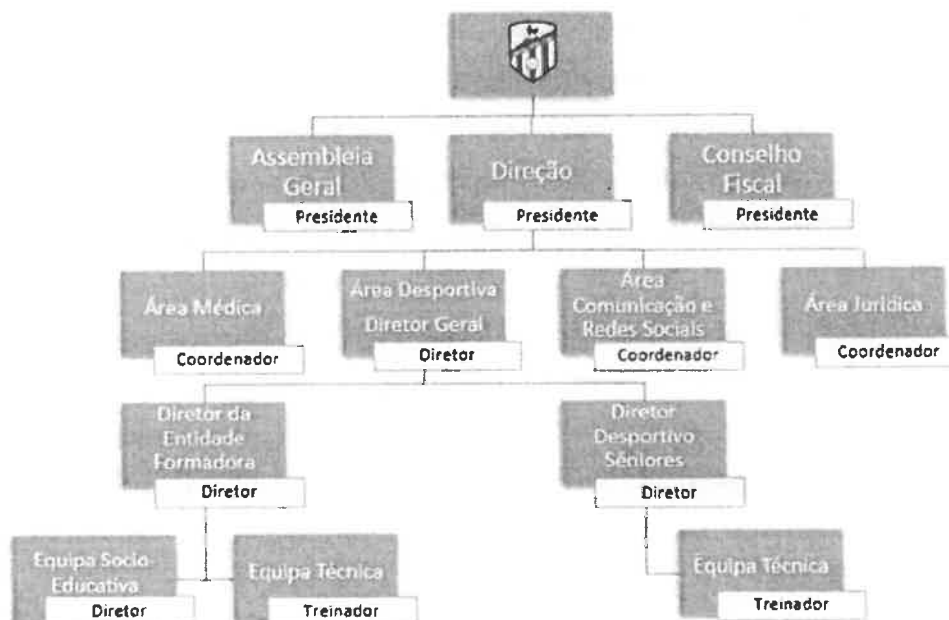 Assembleia
Geral
Presidente
Direção
Presidente
Conselho
Fiscal
Presidente
Área Médica
Coordenador
Área Desportiva
Diretor Geral
Diretor
Área
Comunicação e
Redes Sociais
Coordenador
Área Jurídica
Coordenador
Diretor da
Entidade
Formadora
Diretor
Diretor
Desportivo
Séniores
Diretor
Equipa Socio-
Educativa
Diretor
Equipa Técnica
Treinador
Equipa Técnica
Treinador